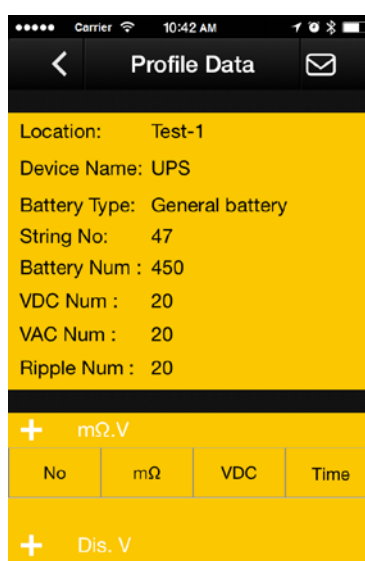 Carrier 10:42 AM
Profile Data
Location: Test-1
Device Name: UPS
Battery Type: General battery
String No: 47
Battery Num : 450
VDC Num : 20
VAC Num : 20
Ripple Num : 20
+ mΩ.V
No mΩ VDC Time
+ Dis. V